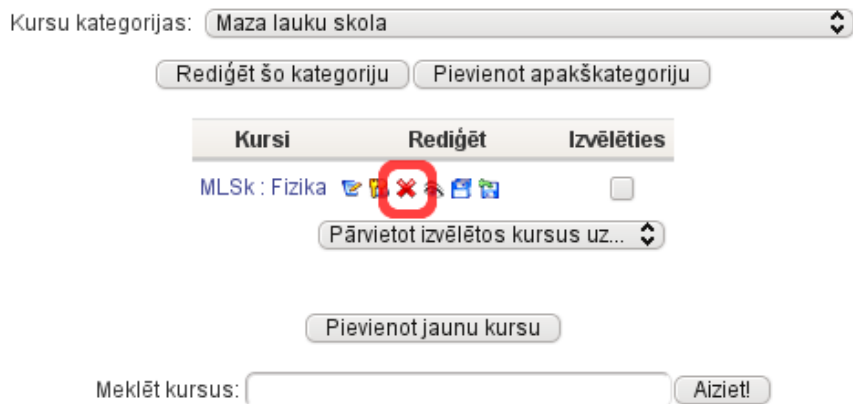 Kursu kategorijas: Maza lauku skola
Rediģēt šo kategoriju Pievienot apakškategoriju
Kursi Rediģēt Izvēlēties
MLSk : Fizika
Pārvietot izvēlētos kursus uz...
Pievienot jaunu kursu
Meklēt kursus: Aiziet!